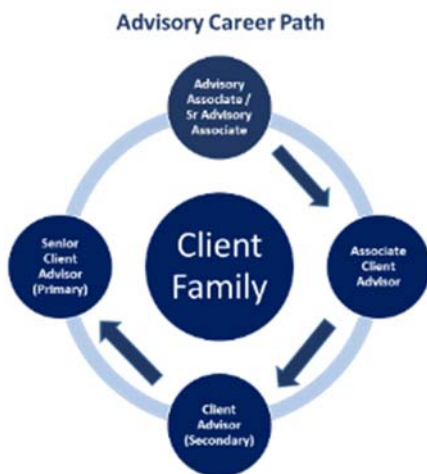 Advisory Career Path
Advisory
Associate /
Sr Advisory
Associate
Associate
Client
Advisor
Client
Advisor
(Secondary)
Senior
Client
Advisor
(Primary)
Client
Family